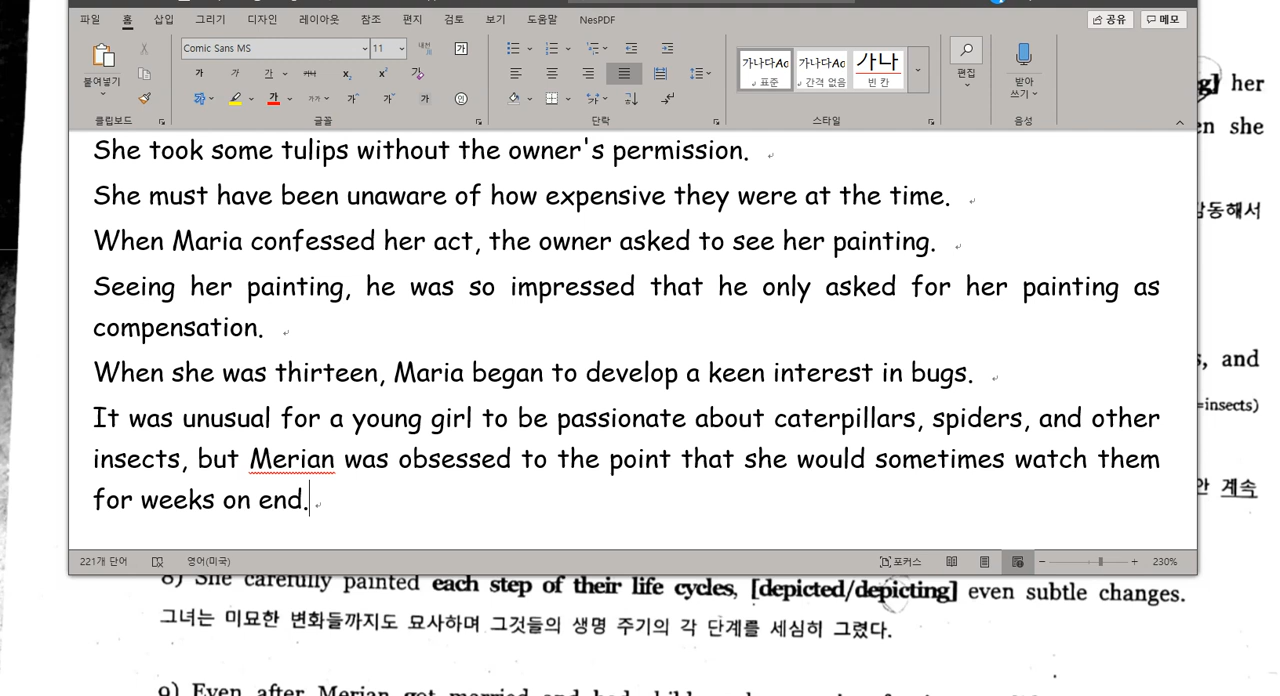 파일 홈 삽입 그리기 디자인 레이아웃 참조 편지 검토 보기 도움말 NesPDF 공유 메모
Comic Sans MS 11
붙여넣기
가나다Aa 가나다Aa 가나
표준 간격 없음 빈 칸
편집
받아
쓰기
클립보드 글꼴 단락 스타일 음성
She took some tulips without the owner's permission.
She must have been unaware of how expensive they were at the time.
When Maria confessed her act, the owner asked to see her painting.
Seeing her painting, he was so impressed that he only asked for her painting as
compensation.
When she was thirteen, Maria began to develop a keen interest in bugs.
It was unusual for a young girl to be passionate about caterpillars, spiders, and other
insects, but Merian was obsessed to the point that she would sometimes watch them
for weeks on end.
221개 단어 영어(미국) 포커스 230%
her
she
and
=insects)
계속
8) She carefully painted each step of their life cycles, [depicted/depicting] even subtle changes.
그녀는 미묘한 변화들까지도 묘사하며 그것들의 생명 주기의 각 단계를 세심히 그렸다.
9) Even after Merian got married and had